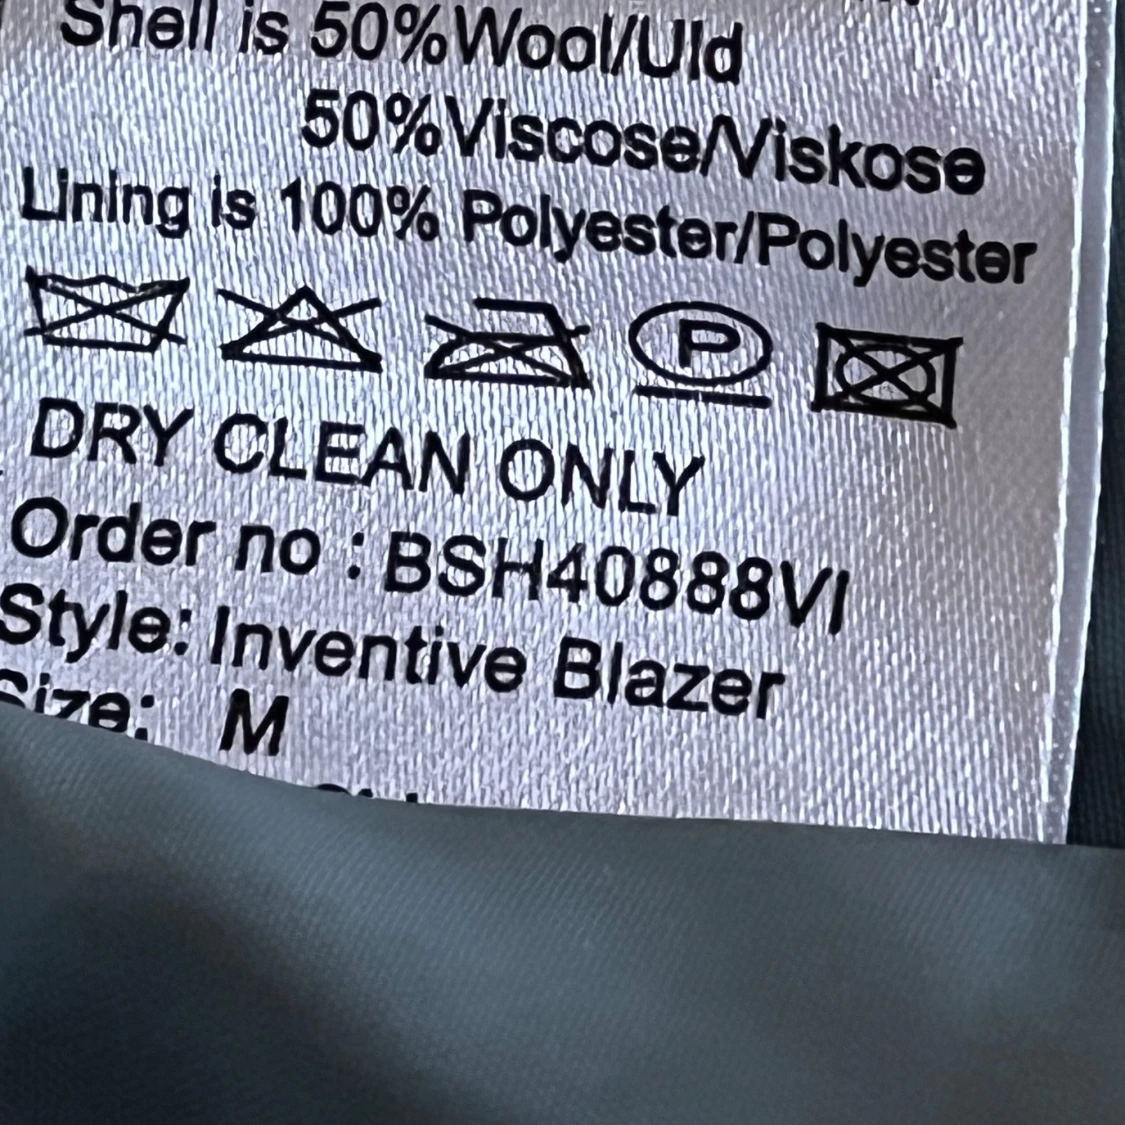 Shell is 50%Wool/Uld
50%Viscose/Viskose
Lining is 100% Polyester/Polyester
P
DRY CLEAN ONLY
Order no : BSH40888VI
Style: Inventive Blazer
Size: M